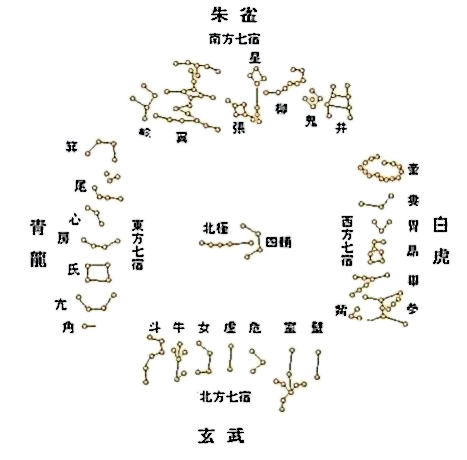 朱雀
南方七宿
星
張
柳
鬼
井
軫
翼
箕
尾
心
房
氐
亢
角
青龍
東方七宿
北極
四輔
西方七宿
白虎
奎
婁
胃
昴
畢
觜
参
斗 牛 女 虚 危 室 壁
北方七宿
玄武